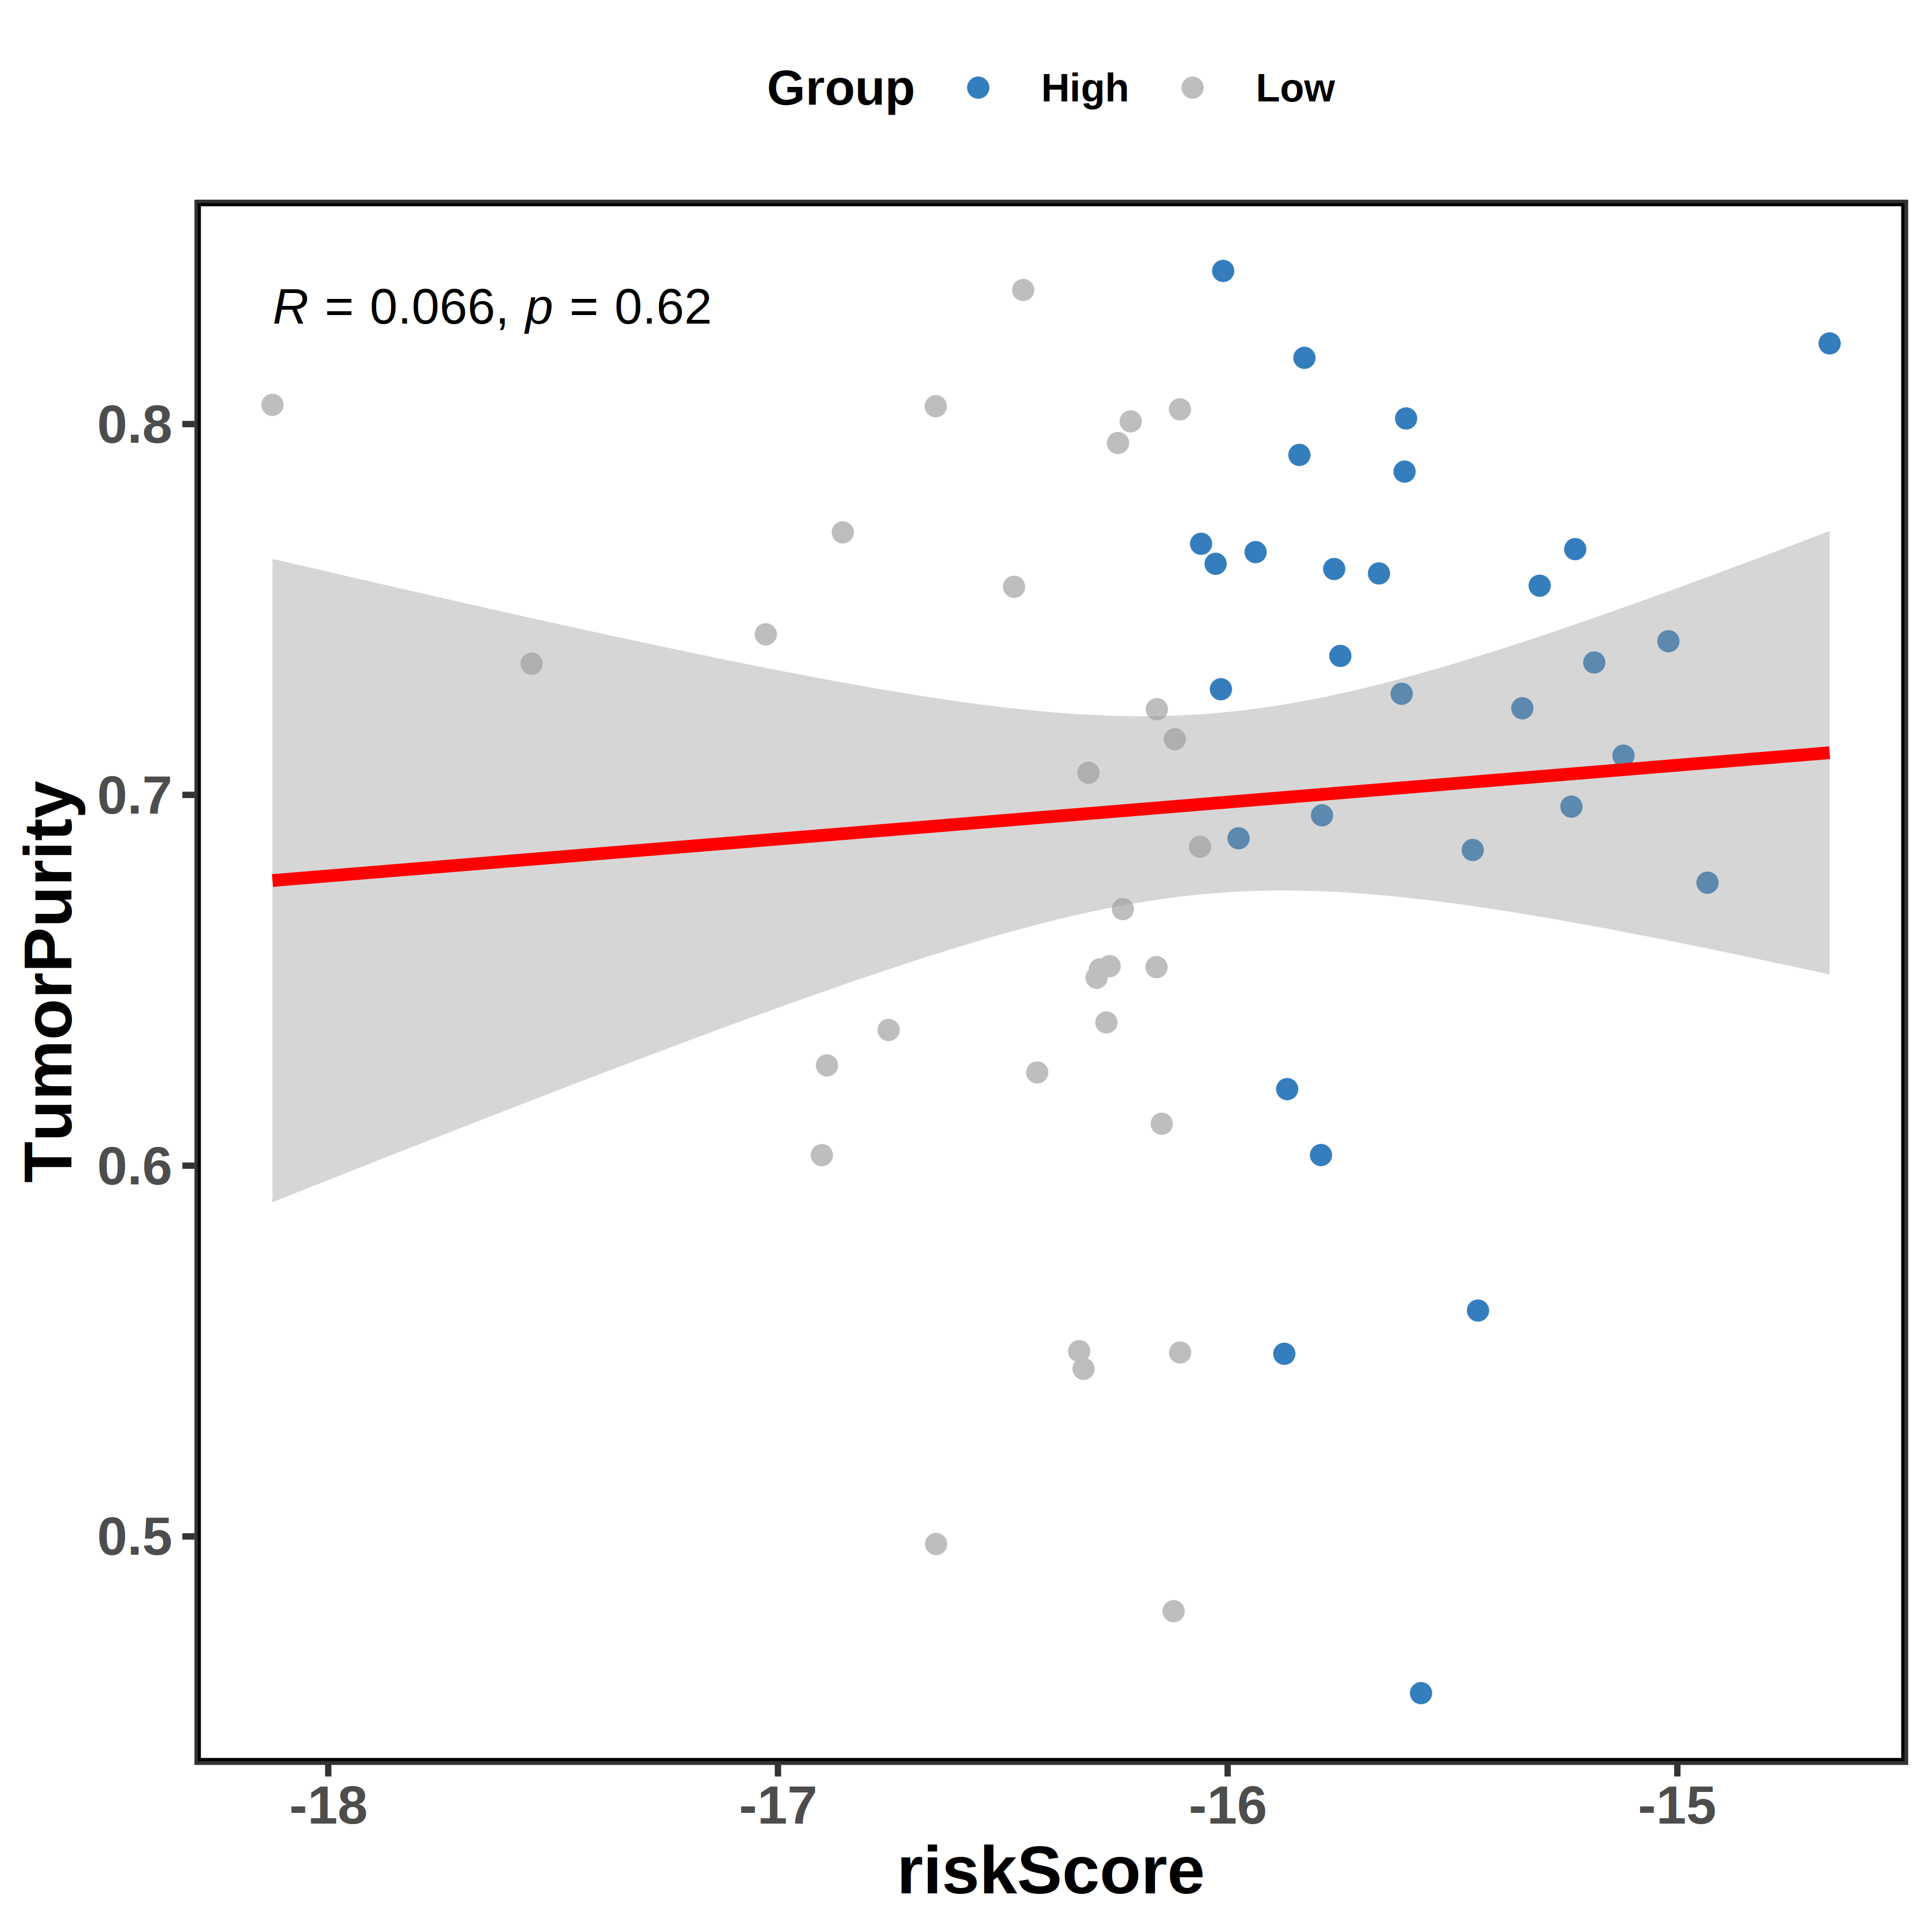 Group High Low
R = 0.066, p = 0.62
0.8
0.7
0.6
0.5
TumorPurity
-18 -17 -16 -15
riskScore